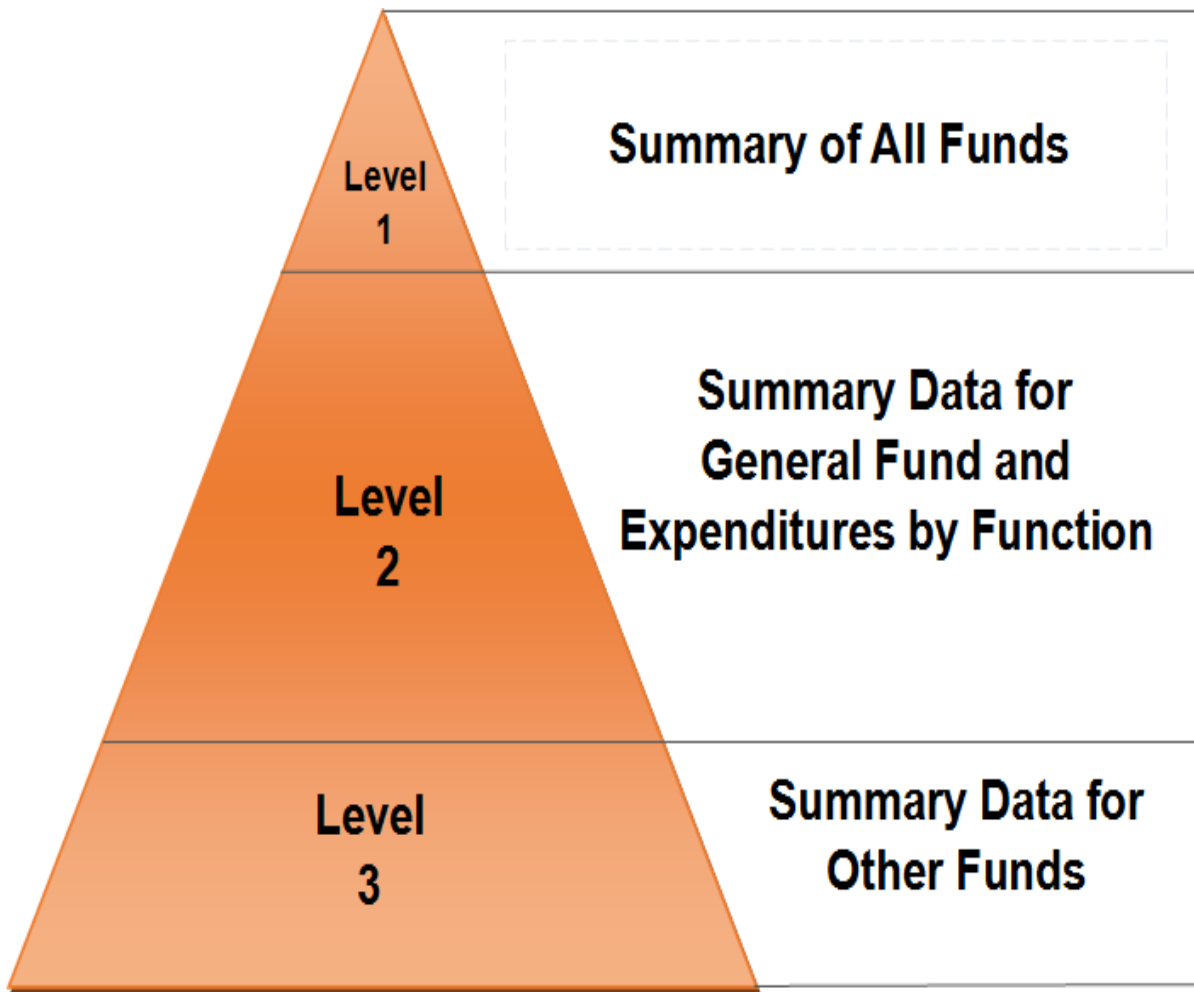 Level
1
Summary of All Funds
Level
2
Summary Data for
General Fund and
Expenditures by Function
Level
3
Summary Data for
Other Funds